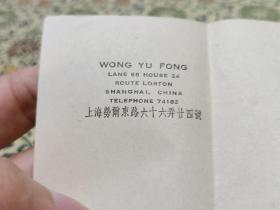 WONG YU FONG
LANE 66 HOUSE 24
ROUTE LORTON
SHANGHAI, CHINA
TELEPHONE 74182
上海勞爾東路六十六弄廿四號